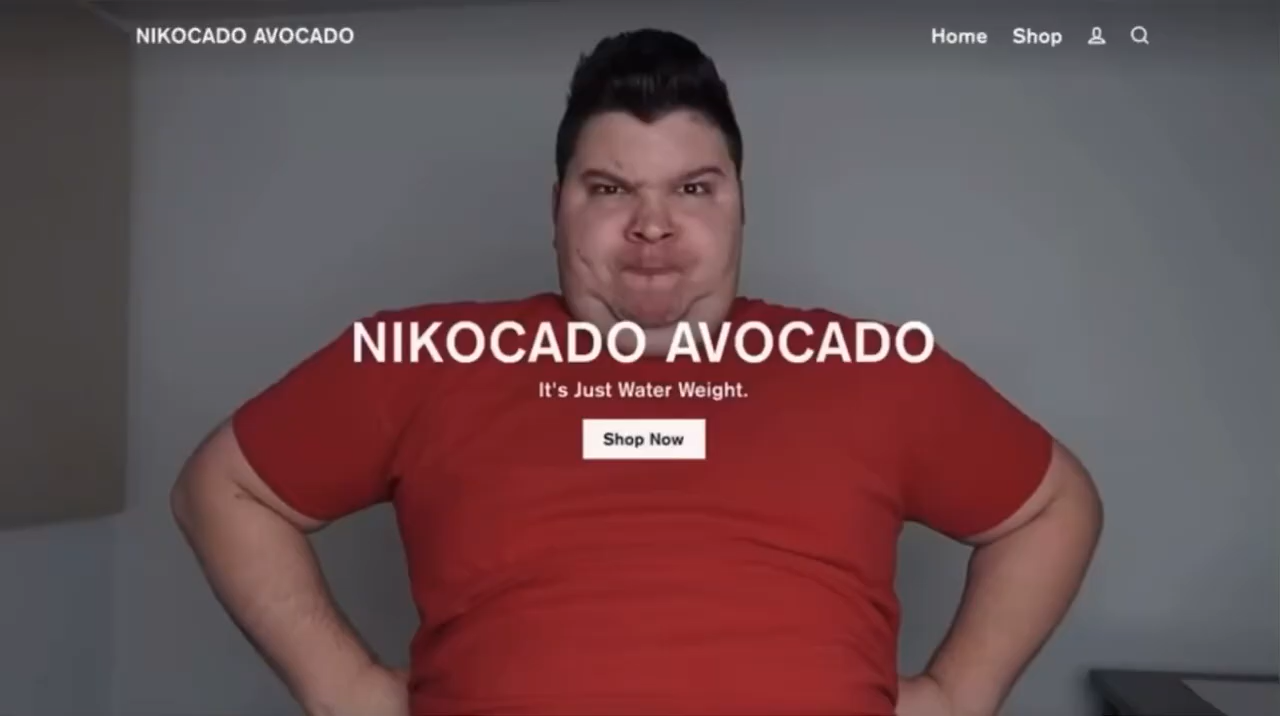 NIKOCADO AVOCADO
Home
Shop
NIKOCADO AVOCADO
It's Just Water Weight.
Shop Now